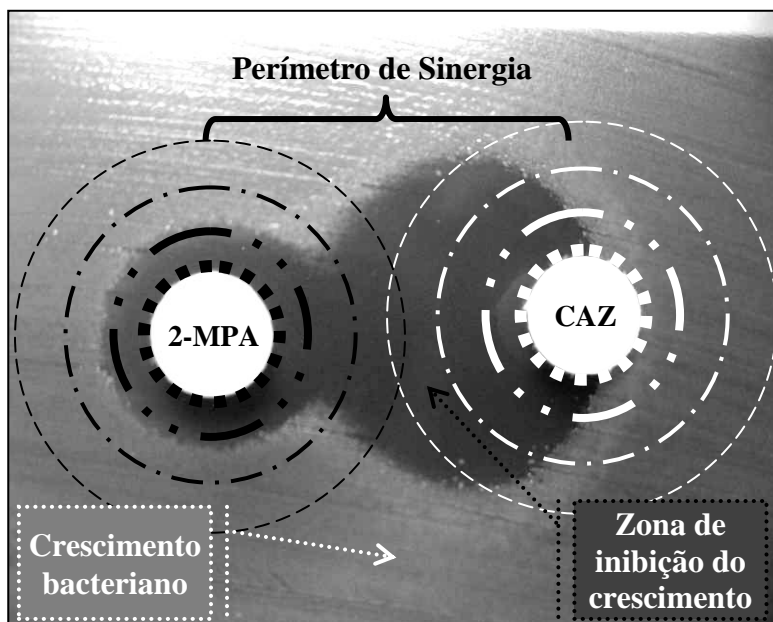 Perímetro de Sinergia
2-MPA
CAZ
Crescimento
bacteriano
Zona de
inibição do
crescimento